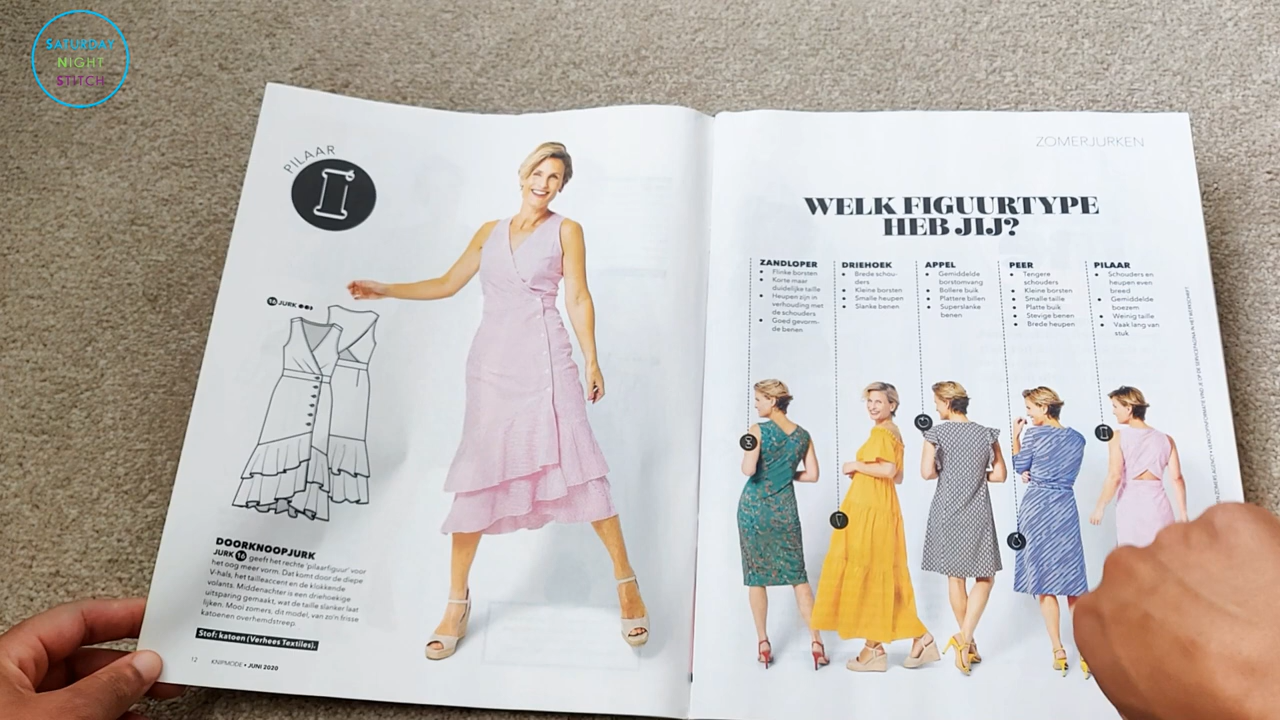 SATURDAY
NIGHT
STITCH
PILAAR
16 JURK
DOORKNOOPJURK
JURK 16 geeft het rechte 'pilaarfiguur' voor
het oog meer vorm. Dat komt door de diepe
V-hals, het tailleaccent en de klokkende
volants. Middenachter is een driehoekige
uitsparing gemaakt, wat de taille slanker laat
lijken. Mooi zomers, dit model, van zo'n frisse
katoenen overhemdstreep.
Stof: katoen (Verhees Textiles).
12 KNIPMODE • JUNI 2020
ZOMERJURKEN
WELK FIGUURTYPE
HEB JIJ?
ZANDLOPER
• Flinke borsten
• Korte maar
duidelijke taille
• Heupen zijn in
verhouding met
de schouders
• Goed gevorm-
de benen
DRIEHOEK
• Brede schou-
ders
• Kleine borsten
• Smalle heupen
• Slanke benen
APPEL
• Gemiddelde
borstomvang
• Bollere buik
• Plattere billen
• Superslanke
benen
PEER
• Tengere
schouders
• Kleine borsten
• Smalle taille
• Platte buik
• Stevige benen
• Brede heupen
PILAAR
• Schouders en
heupen even
breed
• Gemiddelde
boezem
• Weinig taille
• Vaak lang van
stuk